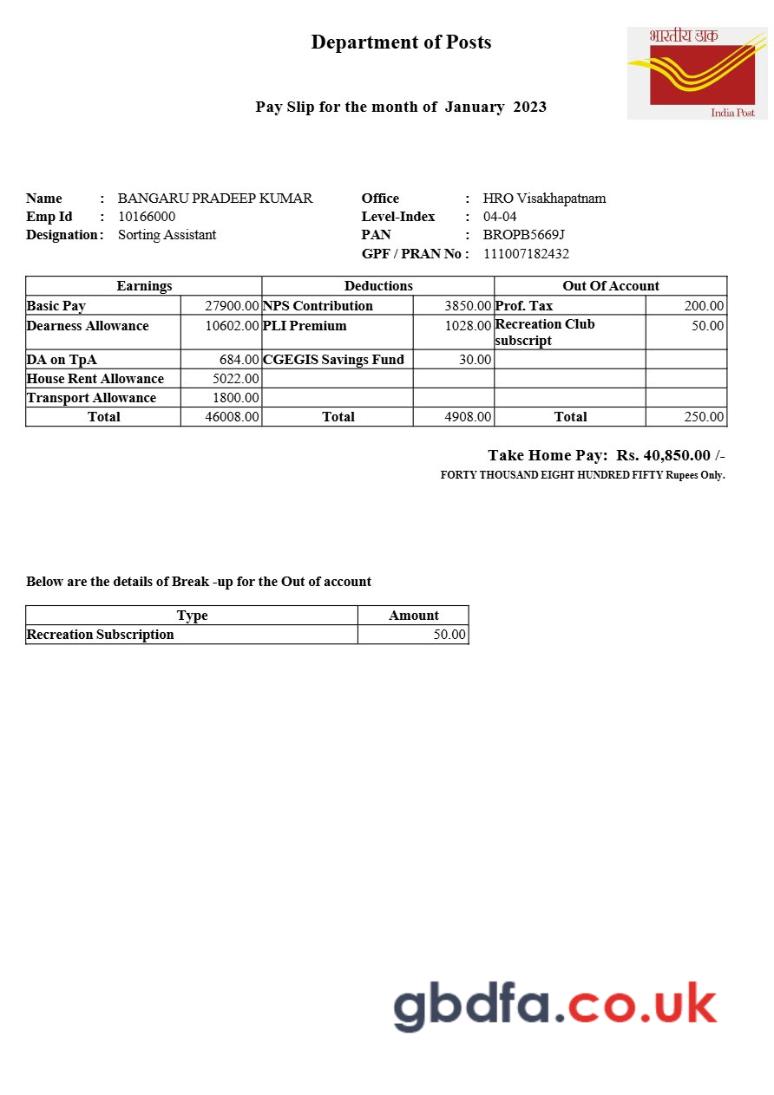 Department of Posts
भारतीय डाक
India Post
Pay Slip for the month of January 2023
Name : BANGARU PRADEEP KUMAR Office : HRO Visakhapatnam
Emp Id : 10166000 Level-Index : 04-04
Designation : Sorting Assistant PAN : BROPB5669J
GPF / PRAN No : 111007182432
Earnings Deductions Out Of Account
Basic Pay 27900.00 NPS Contribution 3850.00 Prof. Tax 200.00
Dearness Allowance 10602.00 PLI Premium 1028.00 Recreation Club 50.00
subscript
DA on TpA 684.00 CGEGIS Savings Fund 30.00
House Rent Allowance 5022.00
Transport Allowance 1800.00
Total 46008.00 Total 4908.00 Total 250.00
Take Home Pay: Rs. 40,850.00 /-
FORTY THOUSAND EIGHT HUNDRED FIFTY Rupees Only.
Below are the details of Break -up for the Out of account
Type Amount
Recreation Subscription 50.00
gbdfa.co.uk